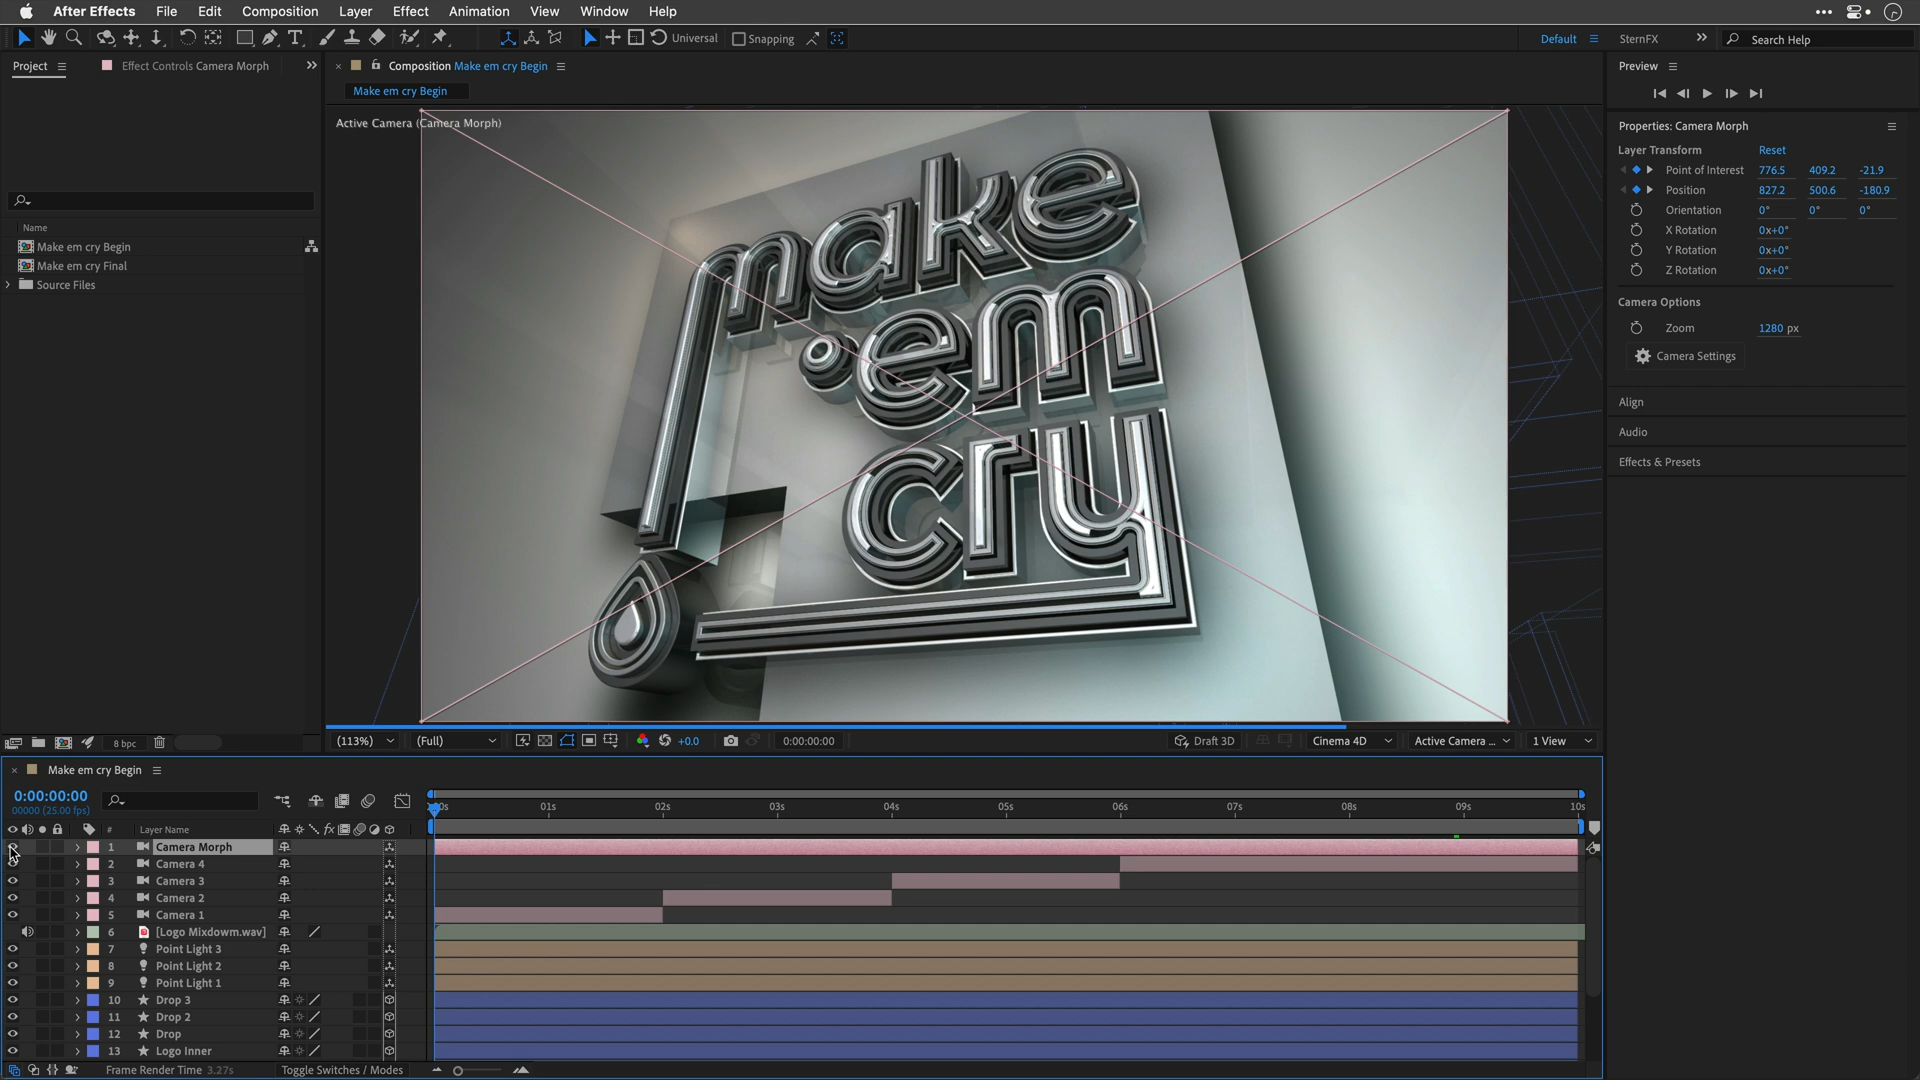 After Effects File Edit Composition Layer Effect Animation View Window Help
Universal Snapping Default SternFX Search Help
Project Effect Controls Camera Morph
Composition Make em cry Begin
Make em cry Begin
Active Camera (Camera Morph)
make
em
cry
Name
Make em cry Begin
Make em cry Final
Source Files
8 bpc
Preview
Properties: Camera Morph
Layer Transform Reset
Point of Interest 776.5 409.2 -21.9
Position 827.2 500.6 -180.9
Orientation 0° 0° 0°
X Rotation 0x+0°
Y Rotation 0x+0°
Z Rotation 0x+0°
Camera Options
Zoom 1280 px
Camera Settings
Align
Audio
Effects & Presets
(113%) (Full) +0.0 0:00:00:00 Draft 3D Cinema 4D Active Camera ... 1 View
Make em cry Begin
0:00:00:00
00000 (25.00 fps)
00s 01s 02s 03s 04s 05s 06s 07s 08s 09s 10s
# Layer Name
1 Camera Morph
2 Camera 4
3 Camera 3
4 Camera 2
5 Camera 1
6 [Logo Mixdowm.wav]
7 Point Light 3
8 Point Light 2
9 Point Light 1
10 Drop 3
11 Drop 2
12 Drop
13 Logo Inner
Frame Render Time 3.27s Toggle Switches / Modes